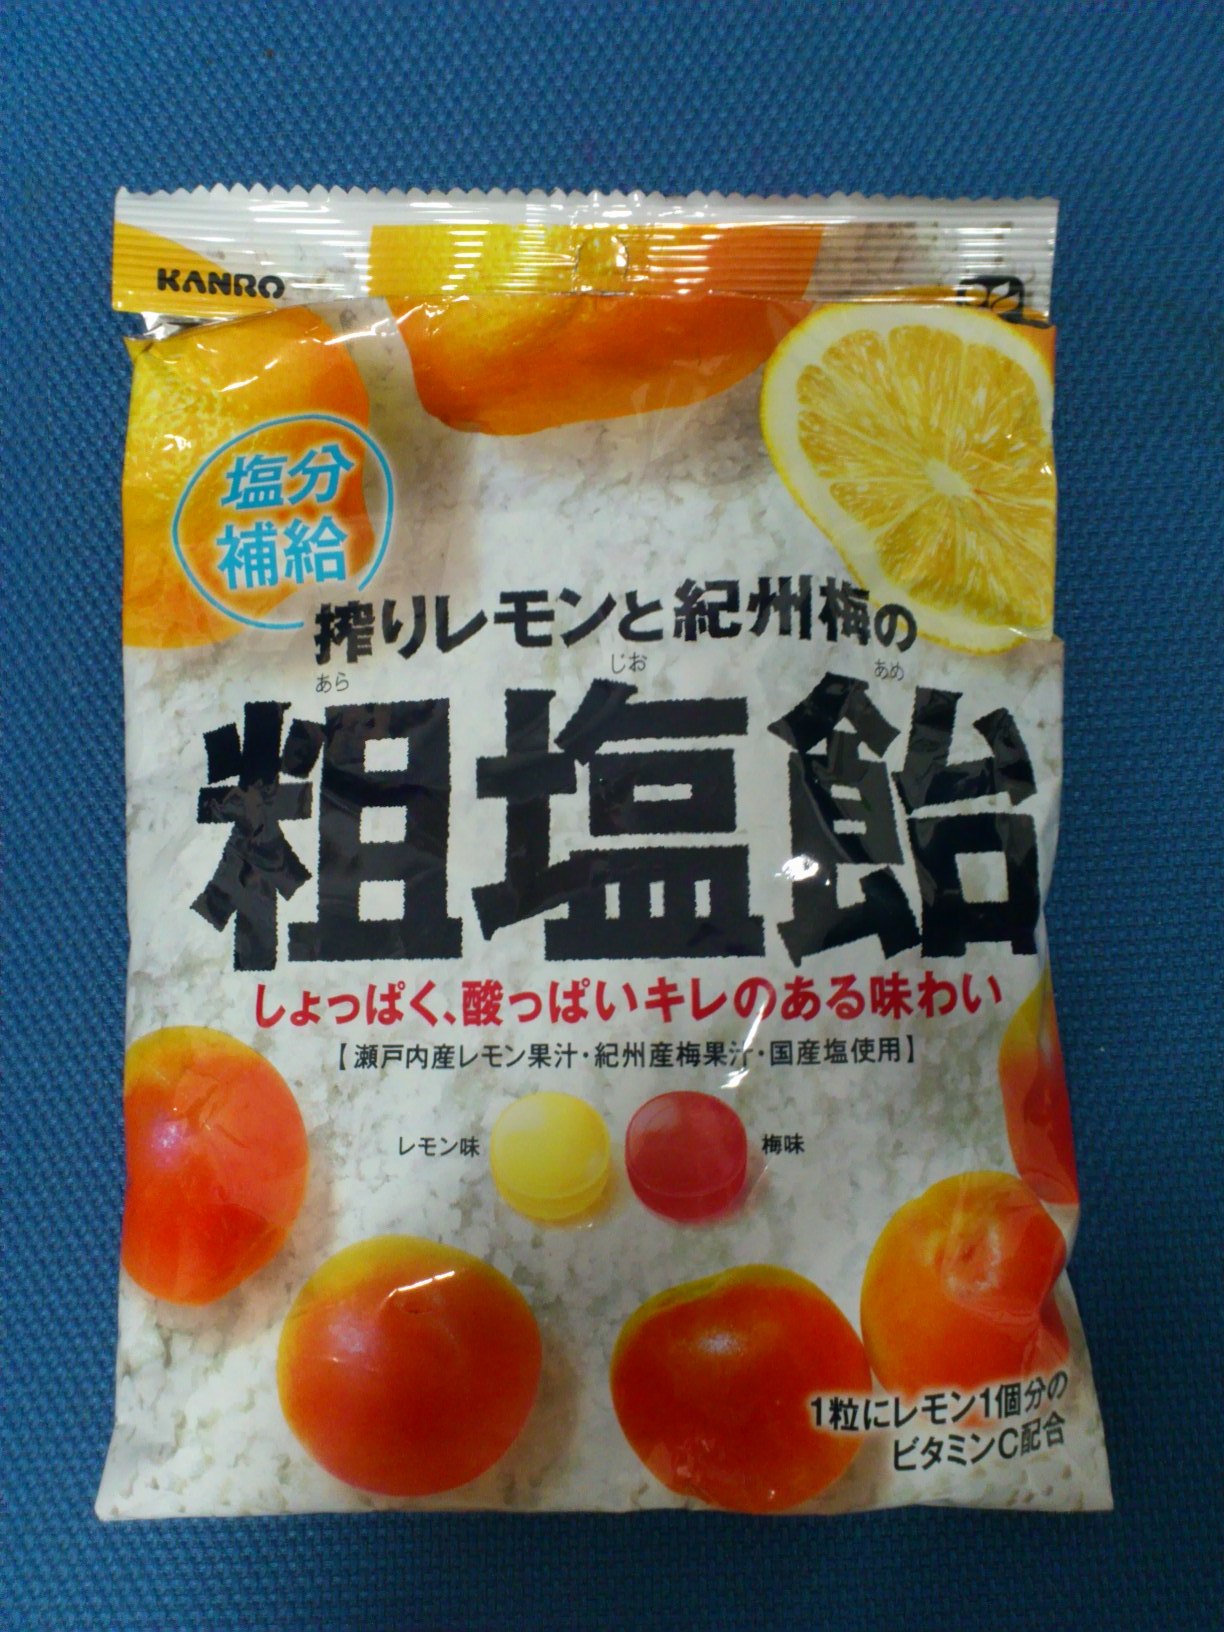 KANRO
塩分
補給
搾りレモンと紀州梅の
あら じお あめ
粗塩飴
しょっぱく、酸っぱいキレのある味わい
【瀬戸内産レモン果汁・紀州産梅果汁・国産塩使用】
レモン味
梅味
1粒にレモン1個分の
ビタミンC配合